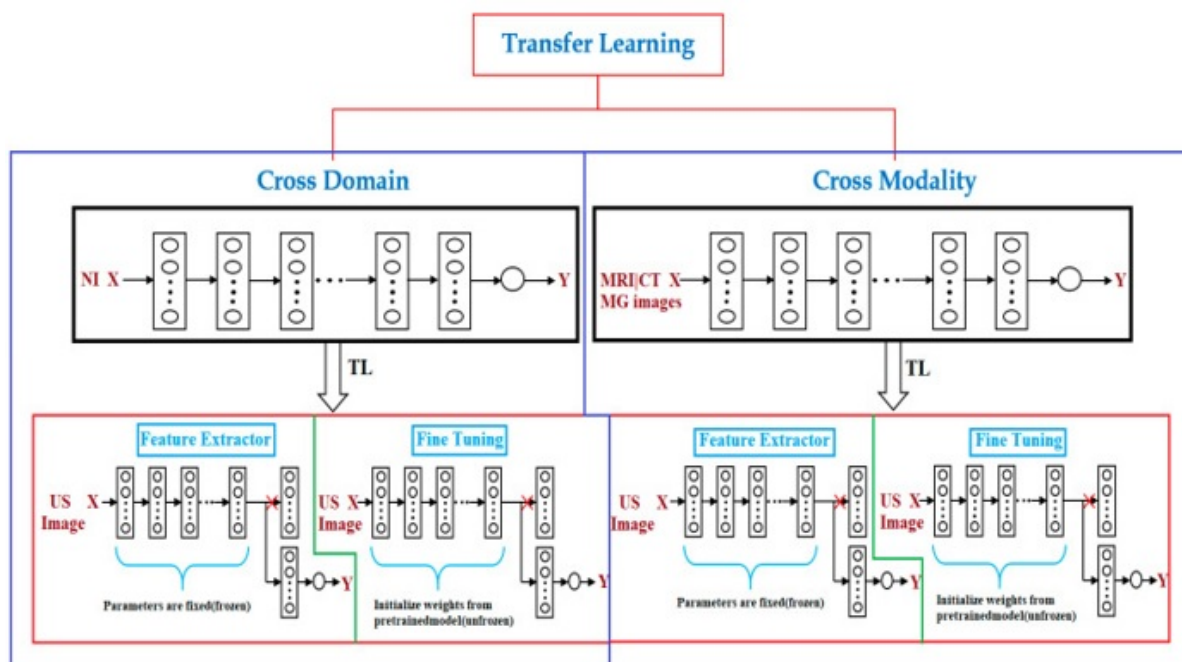 Transfer Learning
Cross Domain
NI X
Y
TL
Feature Extractor
US X
Image
Y
Parameters are fixed(frozen)
Fine Tuning
US X
Image
Y
Initialize weights from
pretrainedmodel(unfrozen)
Cross Modality
MRI|CT X
MG images
Y
TL
Feature Extractor
US X
Image
Y
Parameters are fixed(frozen)
Fine Tuning
US X
Image
Y
Initialize weights from
pretrainedmodel(unfrozen)